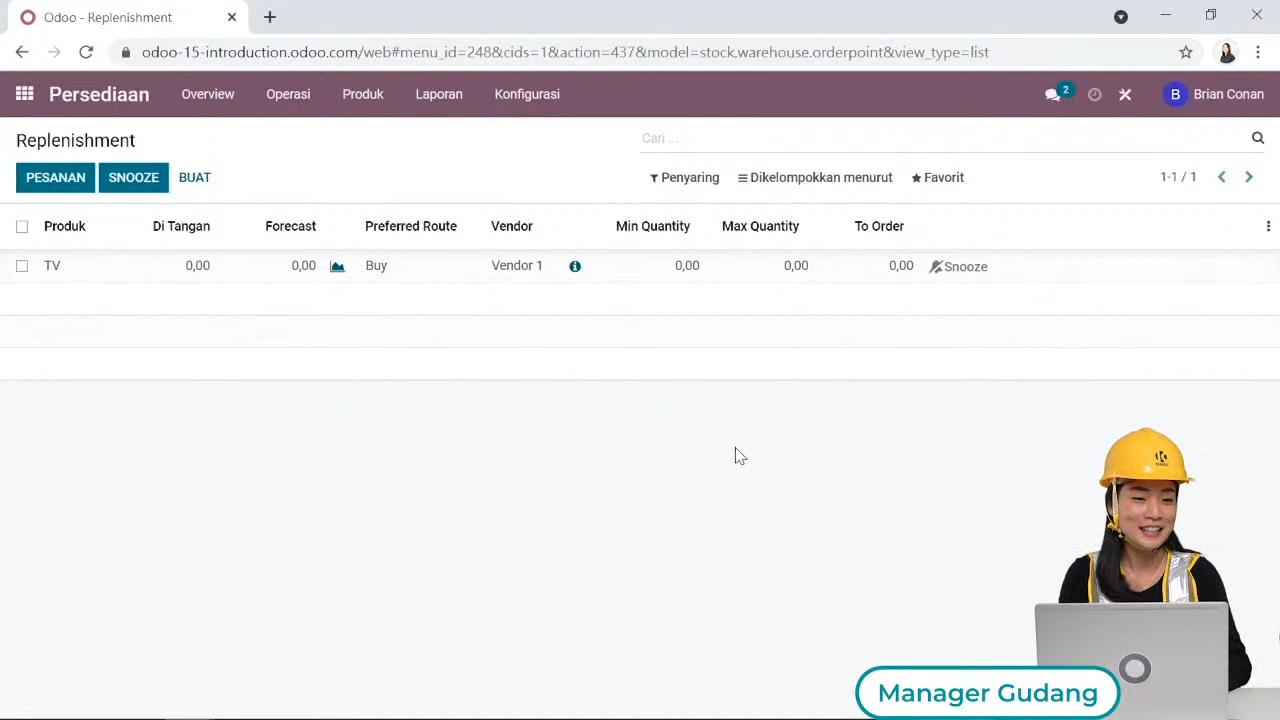 Odoo - Replenishment
odoo-15-introduction.odoo.com/web#menu_id=248&cids=1&action=437&model=stock.warehouse.orderpoint&view_type=list
Persediaan Overview Operasi Produk Laporan Konfigurasi 2 B Brian Conan
Replenishment
Cari ...
PESANAN SNOOZE BUAT
Penyaring Dikelompokkan menurut Favorit 1-1 / 1
Produk Di Tangan Forecast Preferred Route Vendor Min Quantity Max Quantity To Order
TV 0,00 0,00 Buy Vendor 1 0,00 0,00 0,00 Snooze
Manager Gudang